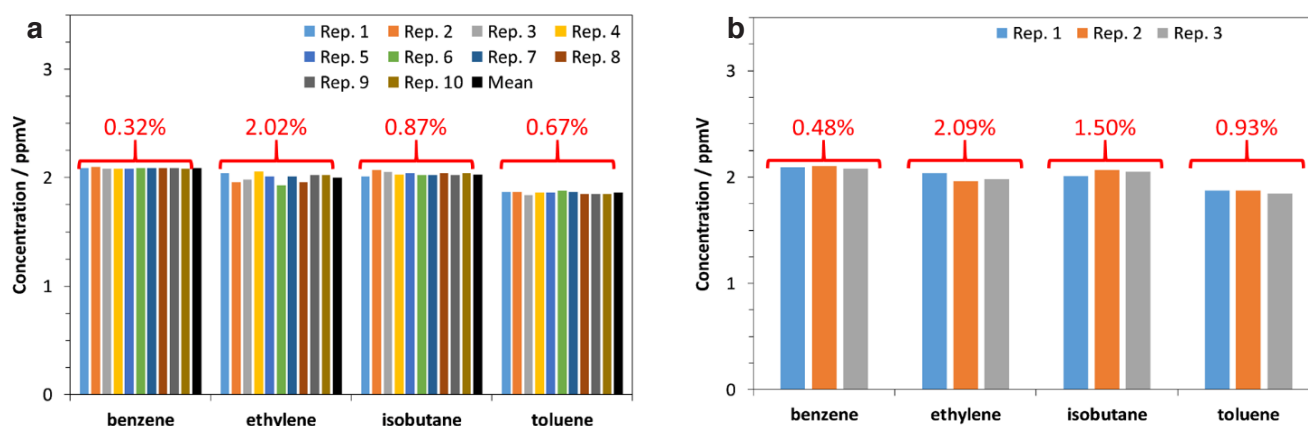 a
Rep. 1 Rep. 2 Rep. 3 Rep. 4
Rep. 5 Rep. 6 Rep. 7 Rep. 8
Rep. 9 Rep. 10 Mean
Concentration / ppmV
3
2
1
0
0.32% 2.02% 0.87% 0.67%
benzene ethylene isobutane toluene
b
Rep. 1 Rep. 2 Rep. 3
Concentration / ppmV
3
2
1
0
0.48% 2.09% 1.50% 0.93%
benzene ethylene isobutane toluene